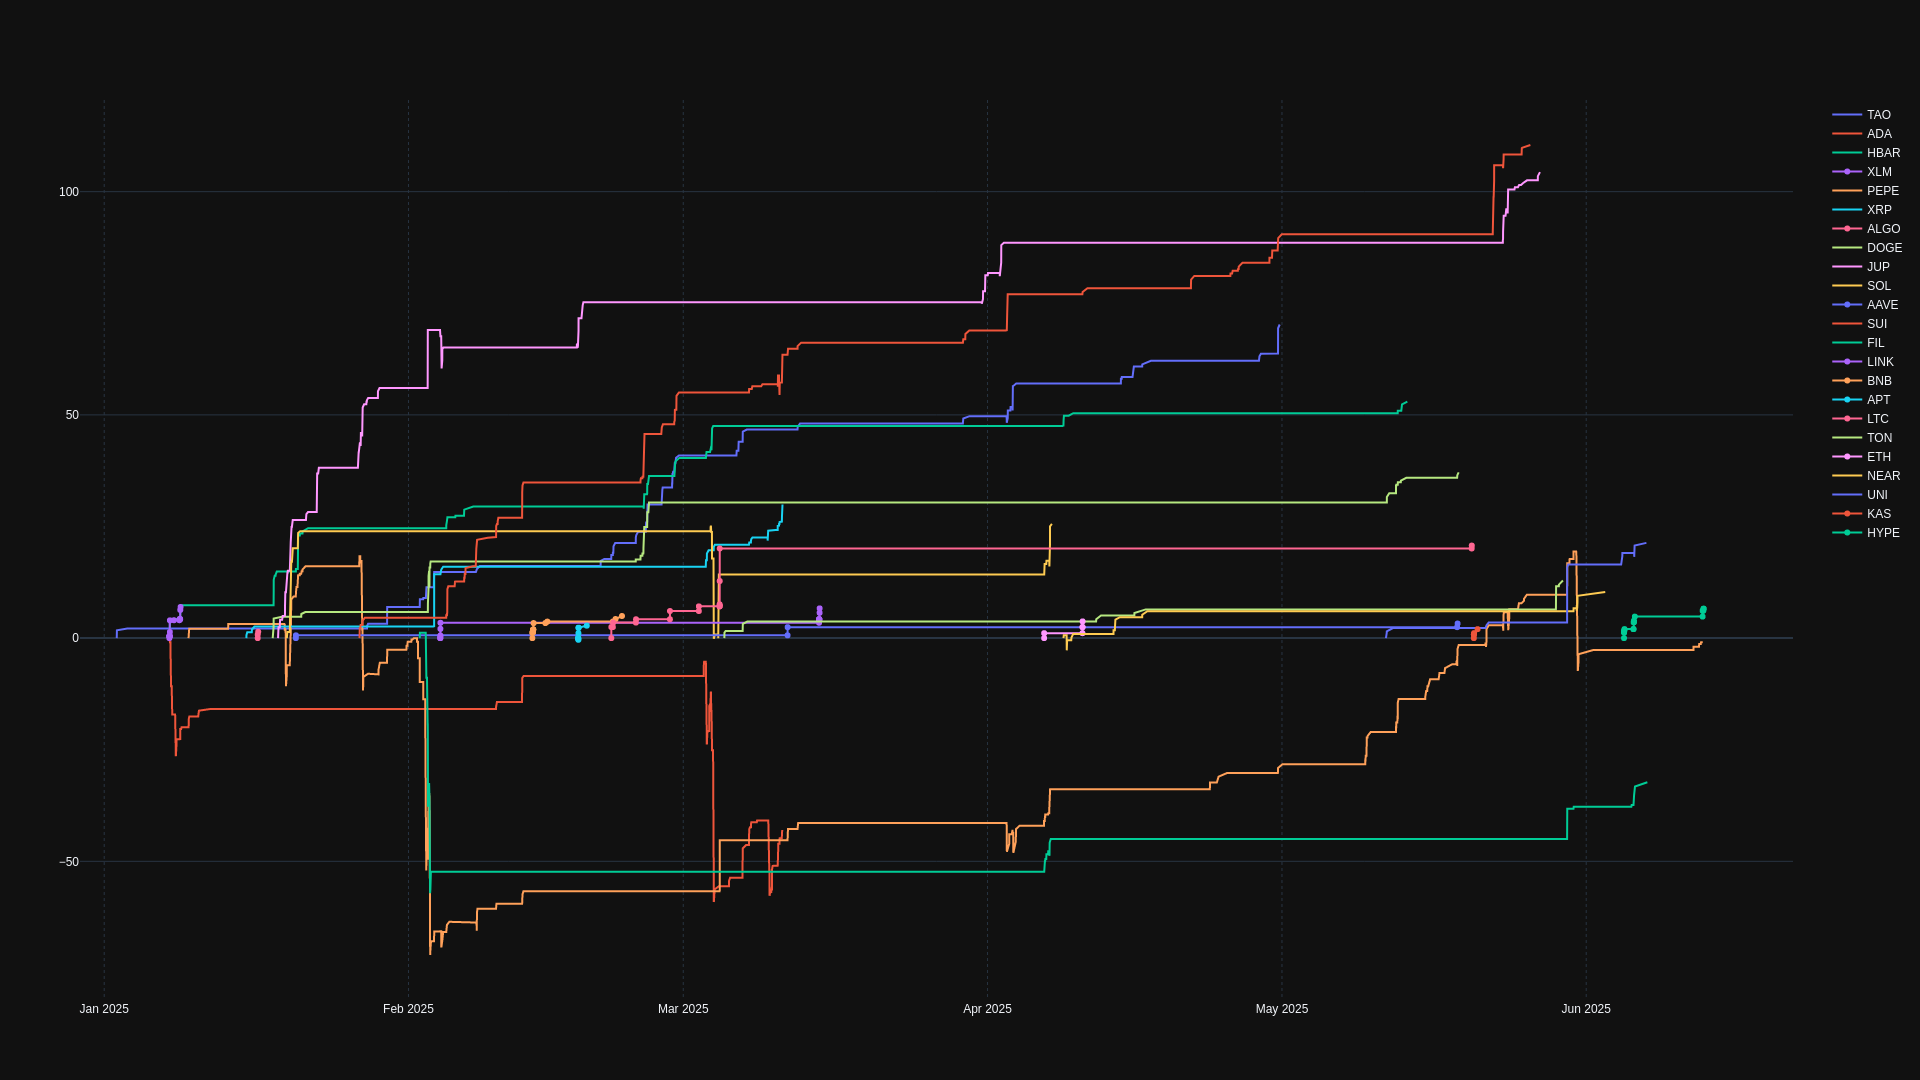 100
50
0
−50
Jan 2025
Feb 2025
Mar 2025
Apr 2025
May 2025
Jun 2025
TAO
ADA
HBAR
XLM
PEPE
XRP
ALGO
DOGE
JUP
SOL
AAVE
SUI
FIL
LINK
BNB
APT
LTC
TON
ETH
NEAR
UNI
KAS
HYPE